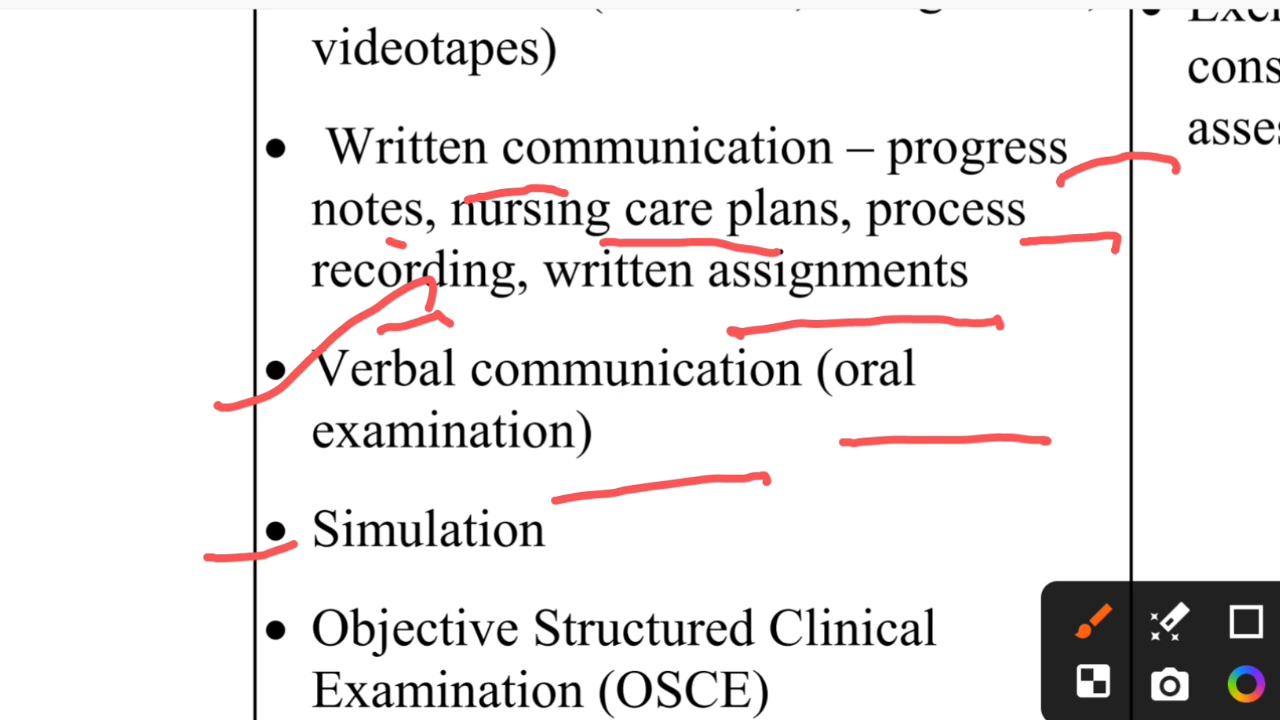 videotapes)
● Written communication – progress
notes, nursing care plans, process
recording, written assignments
● Verbal communication (oral
examination)
● Simulation
● Objective Structured Clinical
Examination (OSCE)
cons
asses